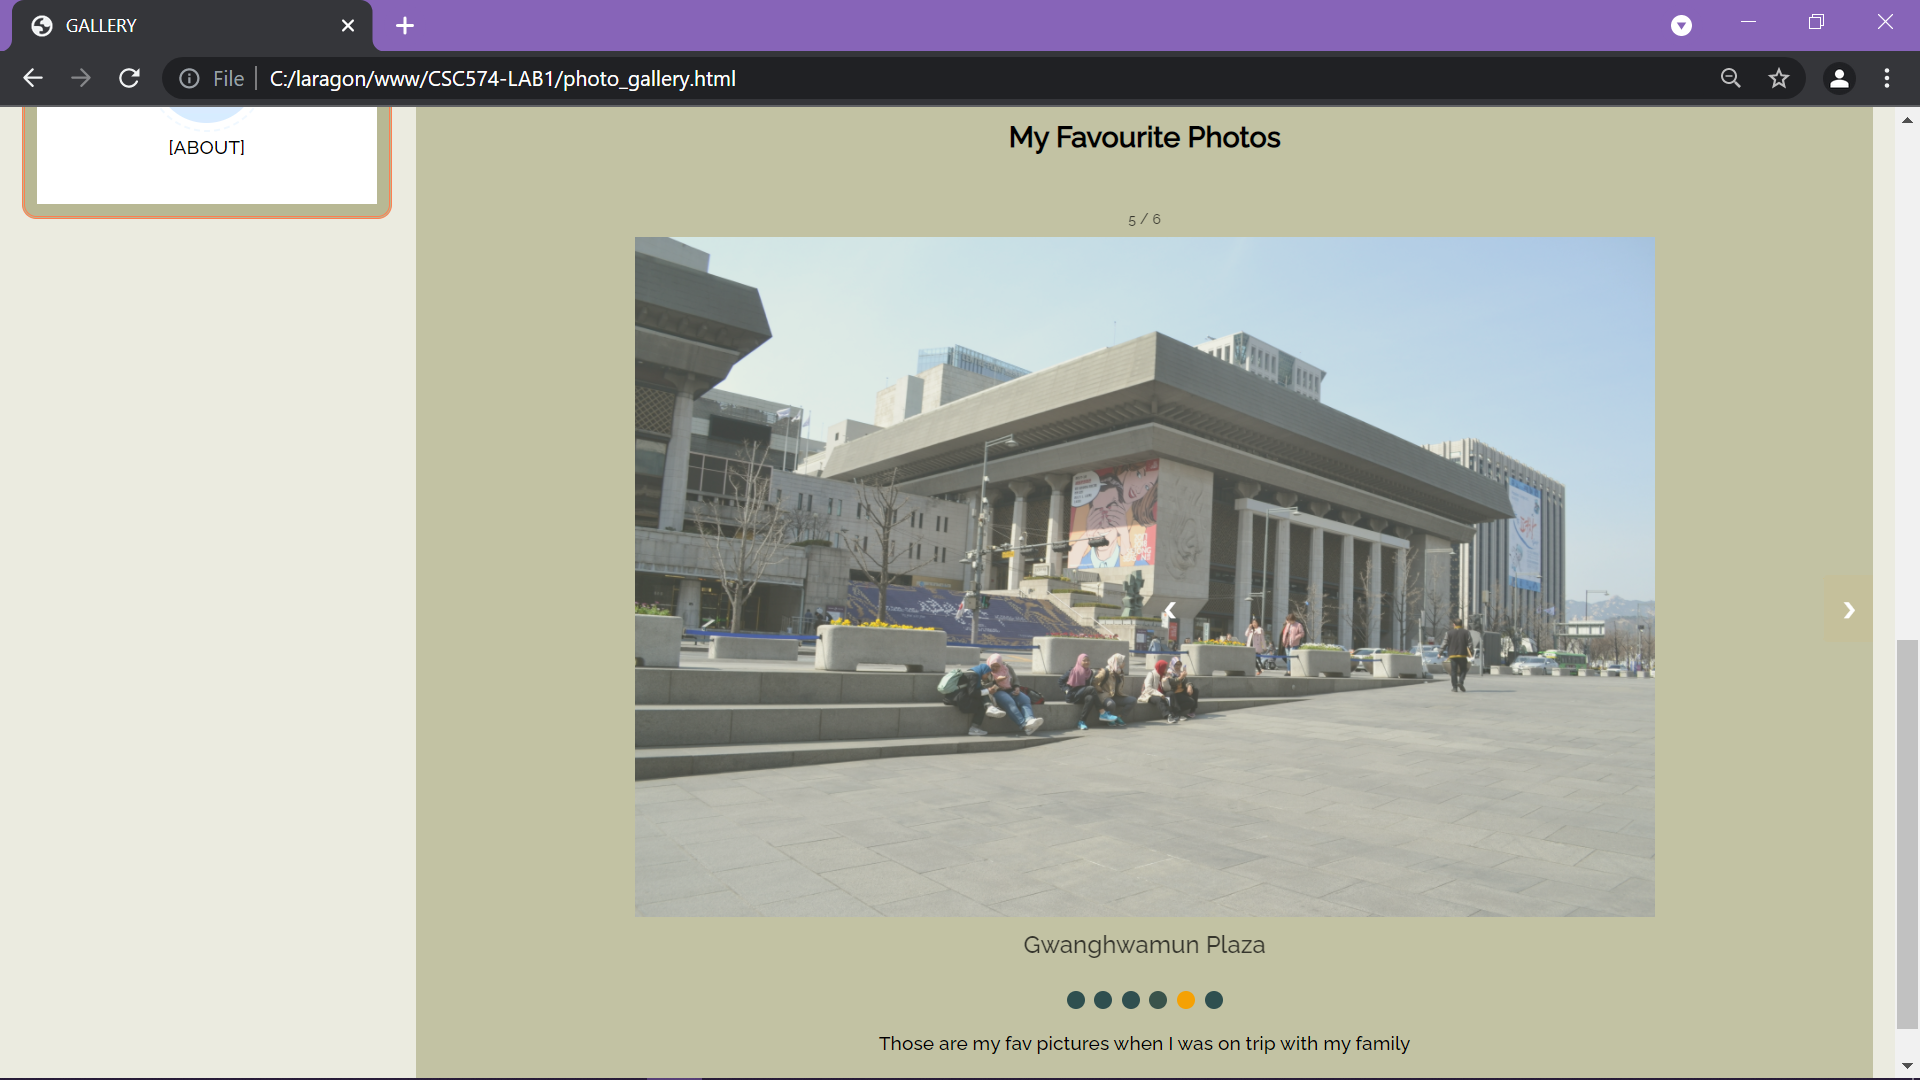 GALLERY
File C:/laragon/www/CSC574-LAB1/photo_gallery.html
[ABOUT]
My Favourite Photos
5 / 6
Gwanghwamun Plaza
Those are my fav pictures when I was on trip with my family